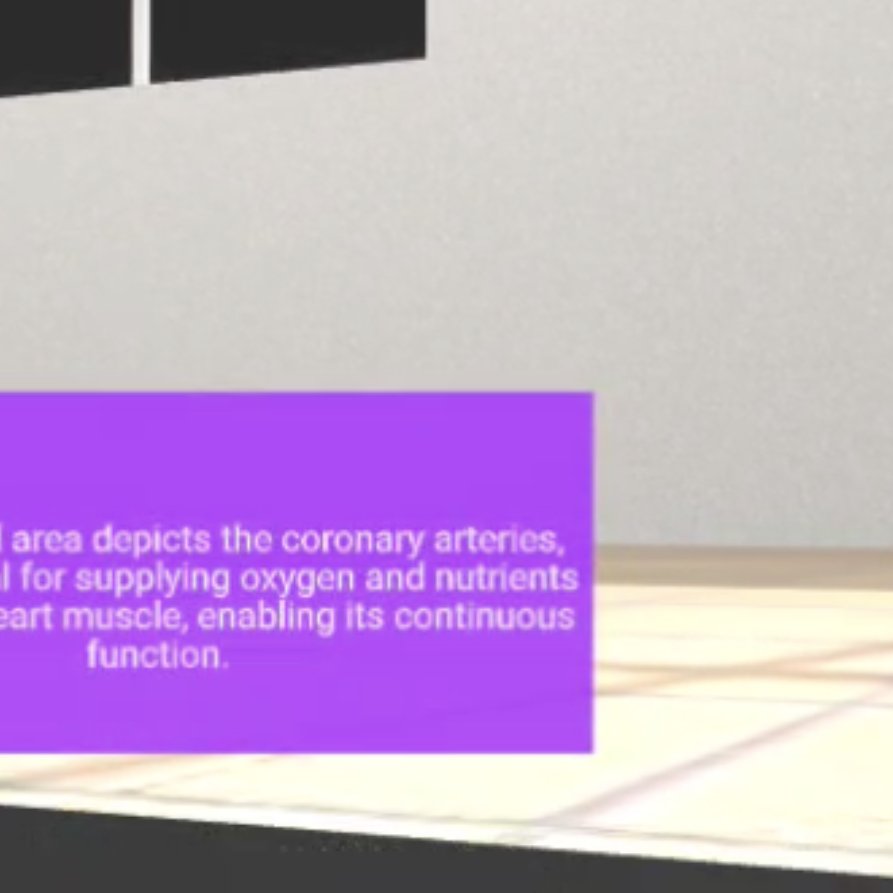 area depicts the coronary arteries,
for supplying oxygen and nutrients
muscle, enabling its continuous
function.